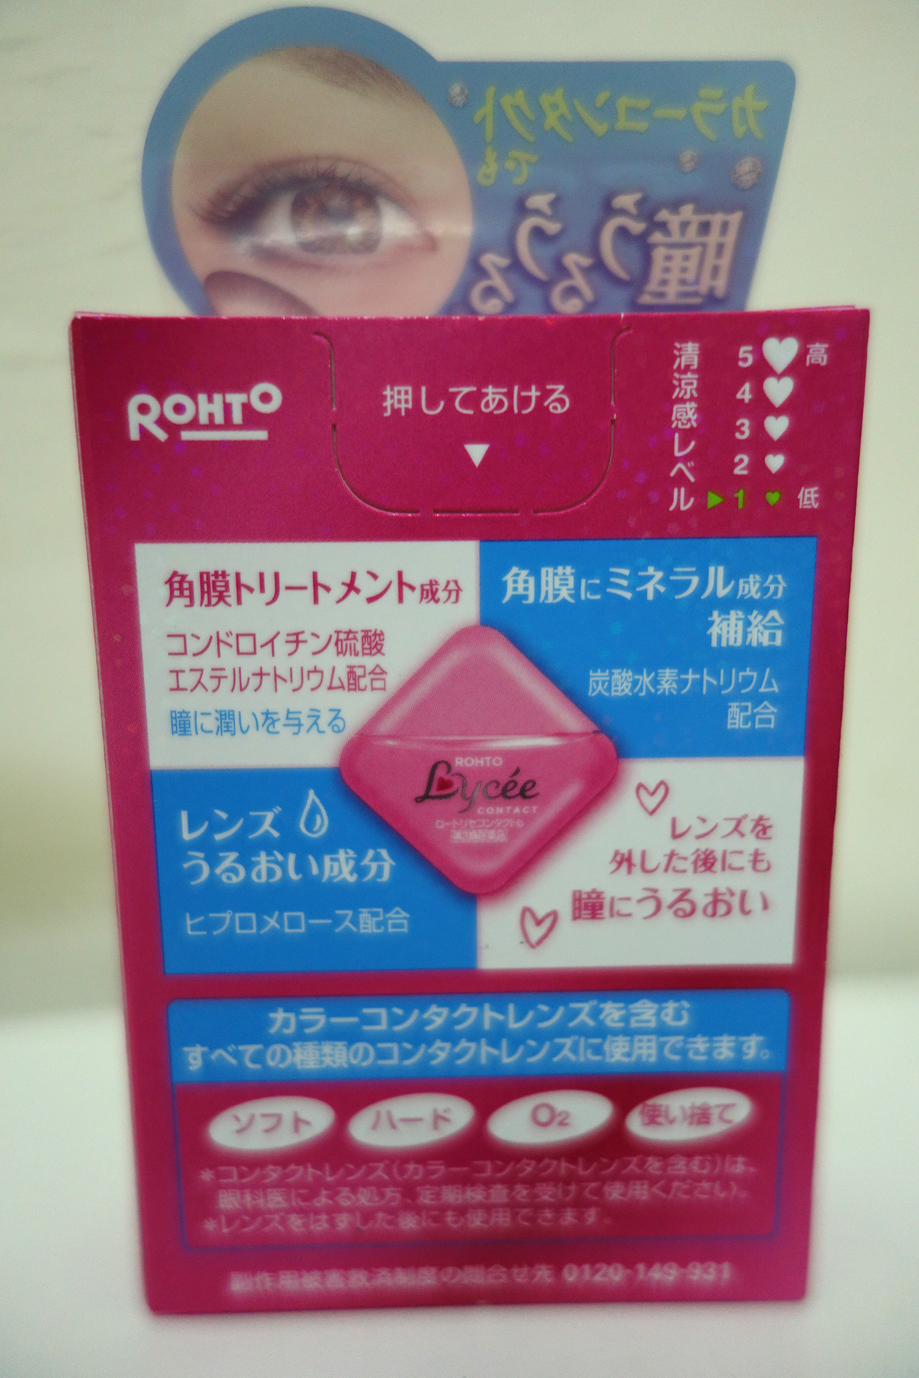 カラーコンタクト
でも
瞳うるうる
ROHTO
押してあける
▼
清涼感レベル
5 高
4
3
2
▶1 低
角膜トリートメント成分
コンドロイチン硫酸
エステルナトリウム配合
瞳に潤いを与える
角膜にミネラル成分
補給
炭酸水素ナトリウム
配合
ROHTO
Lycée
CONTACT
ロートリセコンタクトw
レンズ
うるおい成分
ヒプロメロース配合
レンズを
外した後にも
瞳にうるおい
カラーコンタクトレンズを含む
すべての種類のコンタクトレンズに使用できます。
ソフト ハード O2 使い捨て
*コンタクトレンズ(カラーコンタクトレンズを含む)は、
眼科医による処方、定期検査を受けて使用ください。
*レンズをはずした後にも使用できます。
副作用被害救済制度の問合せ先 0120-149-931